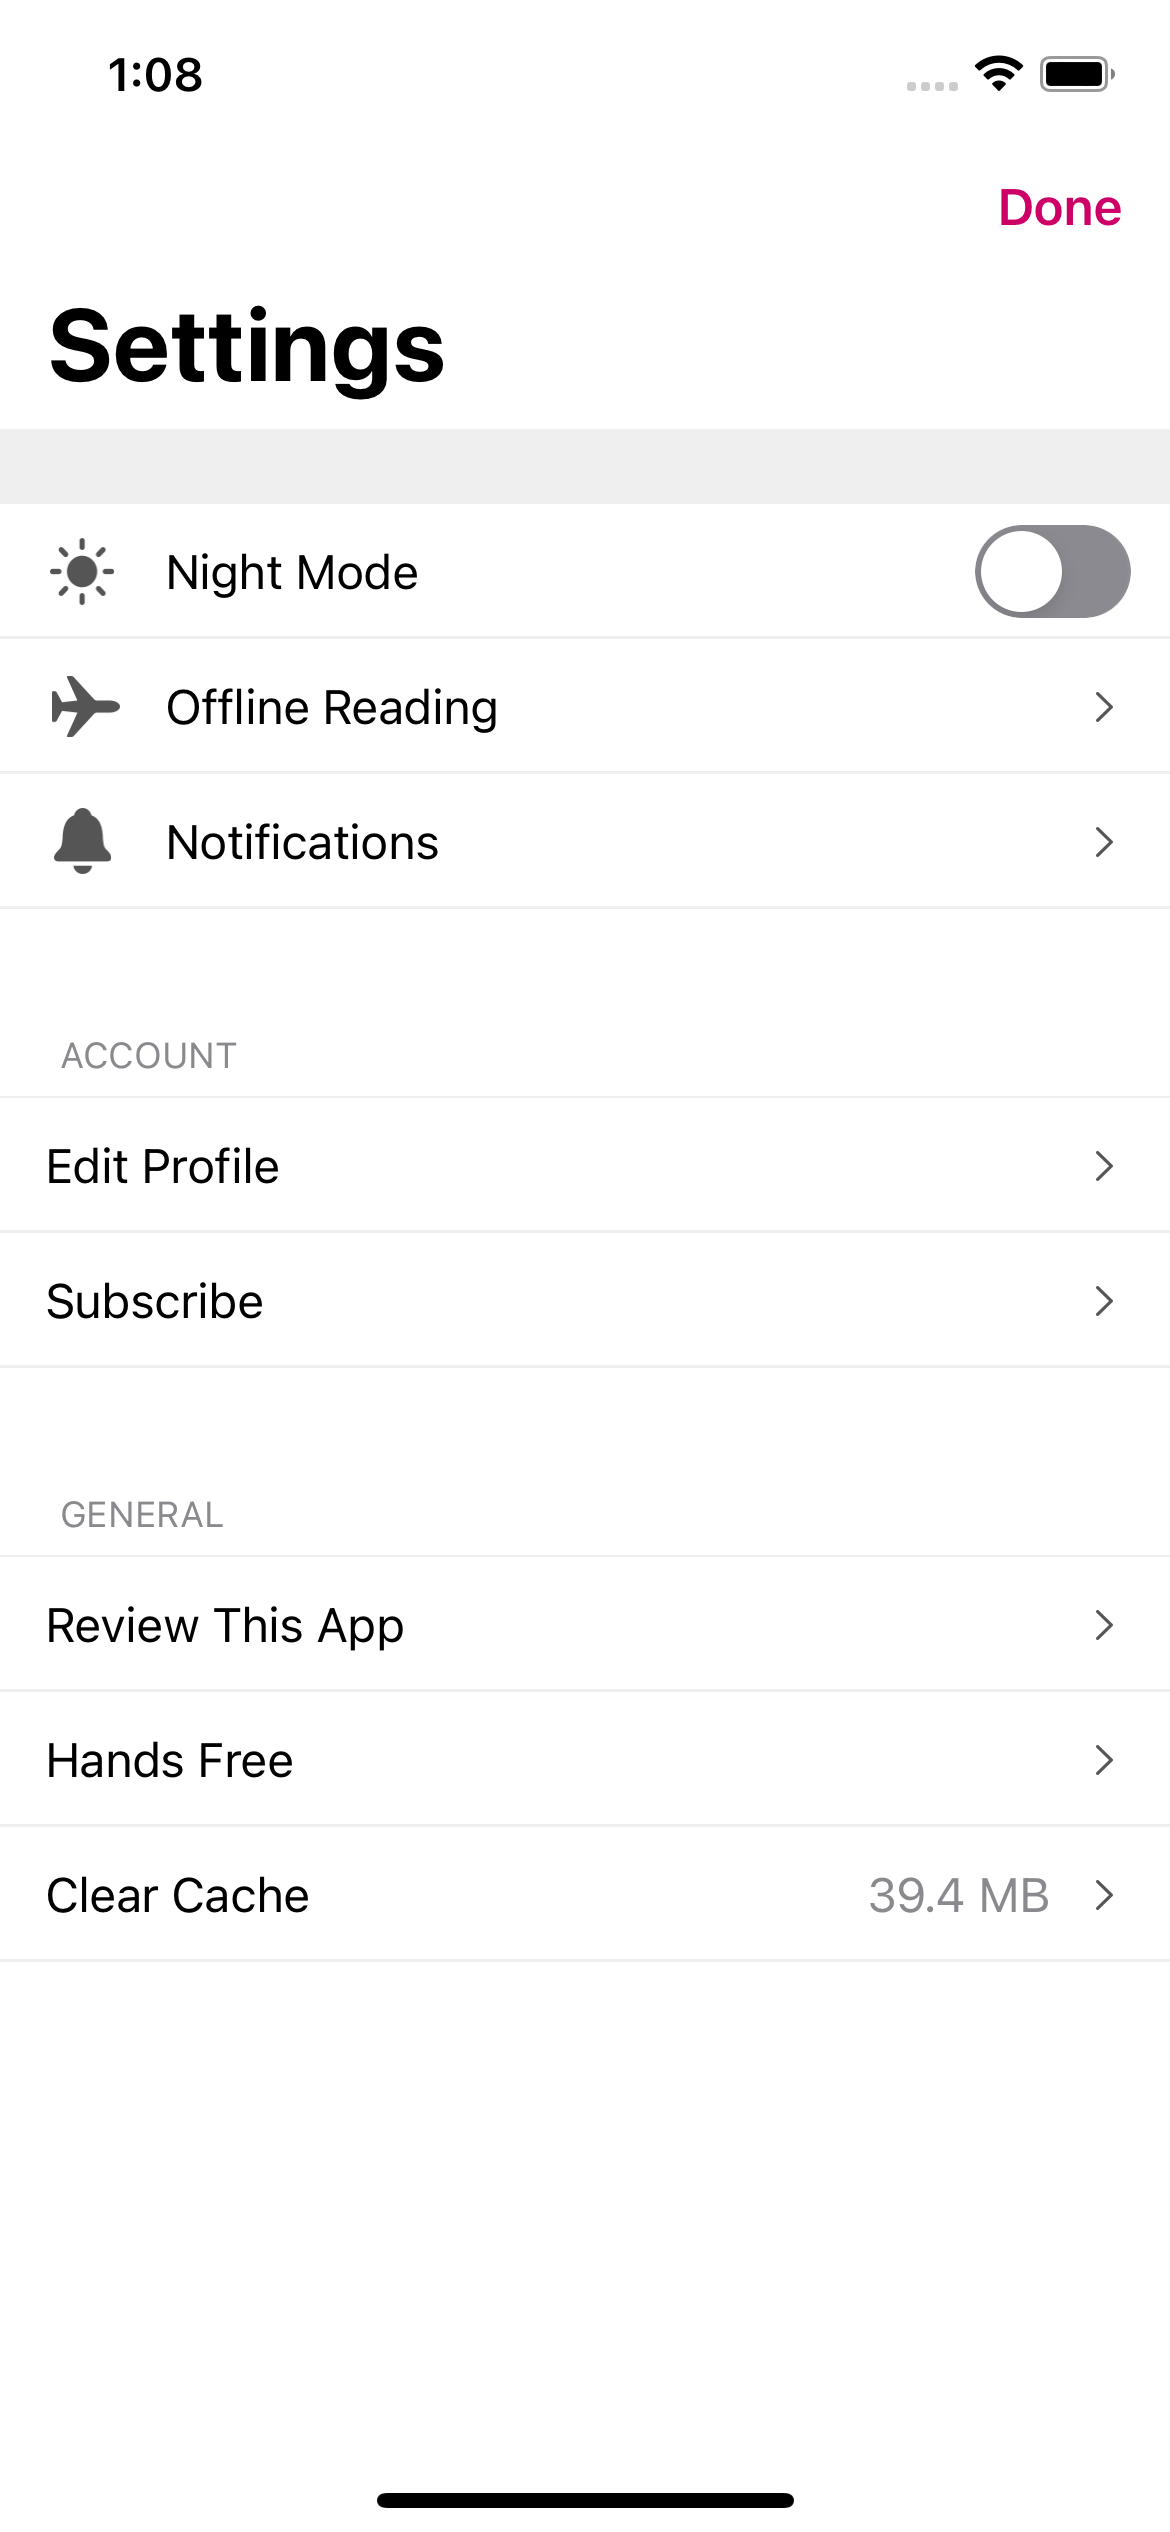 1:08
Done
Settings
Night Mode
Offline Reading
Notifications
ACCOUNT
Edit Profile
Subscribe
GENERAL
Review This App
Hands Free
Clear Cache 39.4 MB